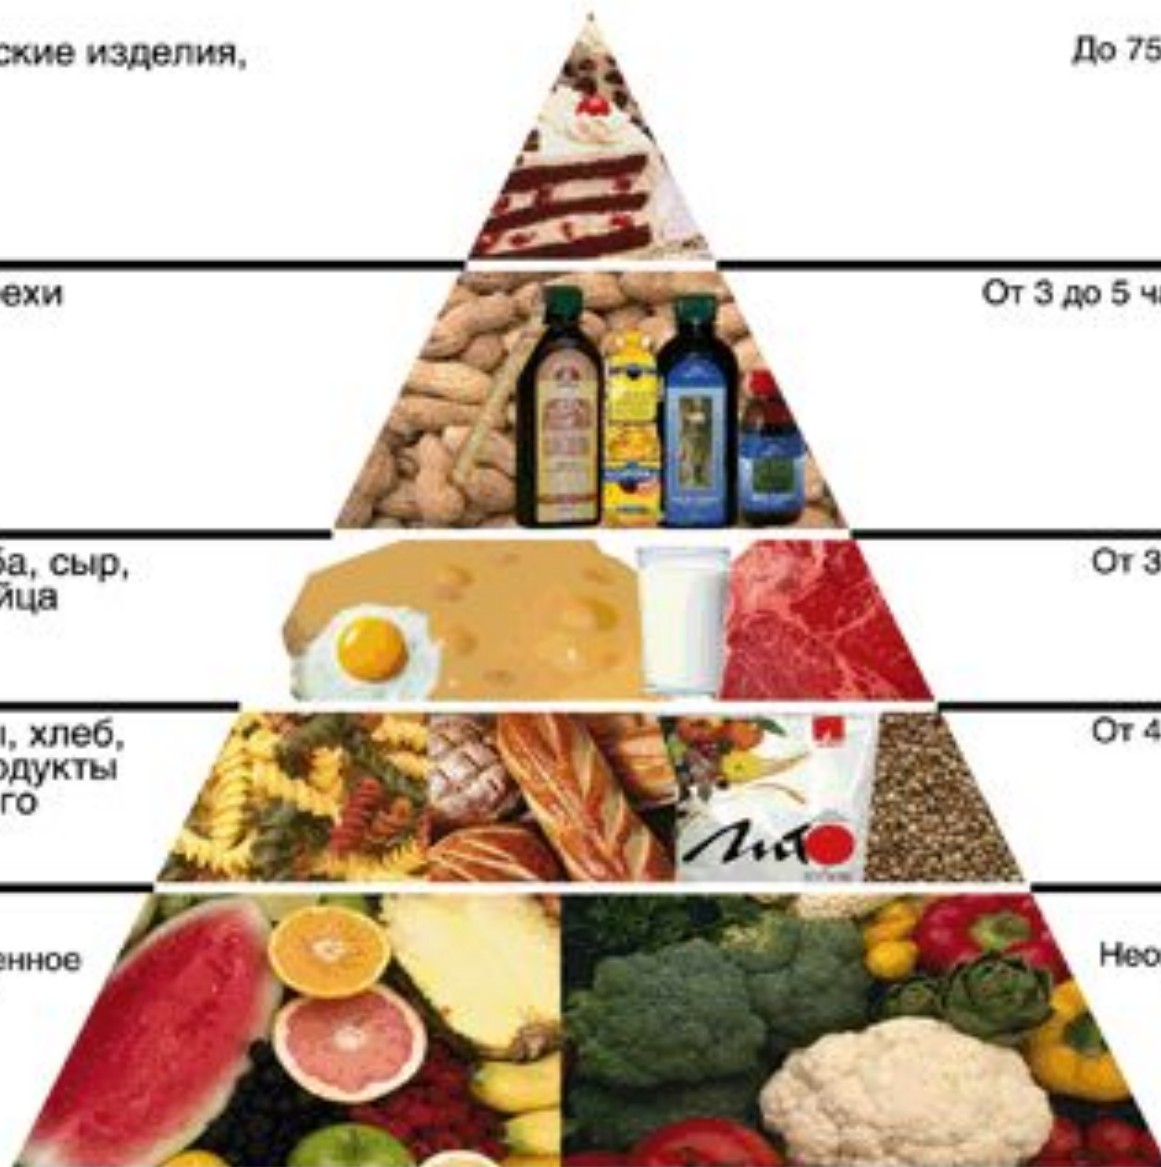 ские изделия,
До 75
ехи
От 3 до 5 ч
ба, сыр,
йца
От 3
, хлеб,
одукты
го
От 4
Лито
енное
Нео